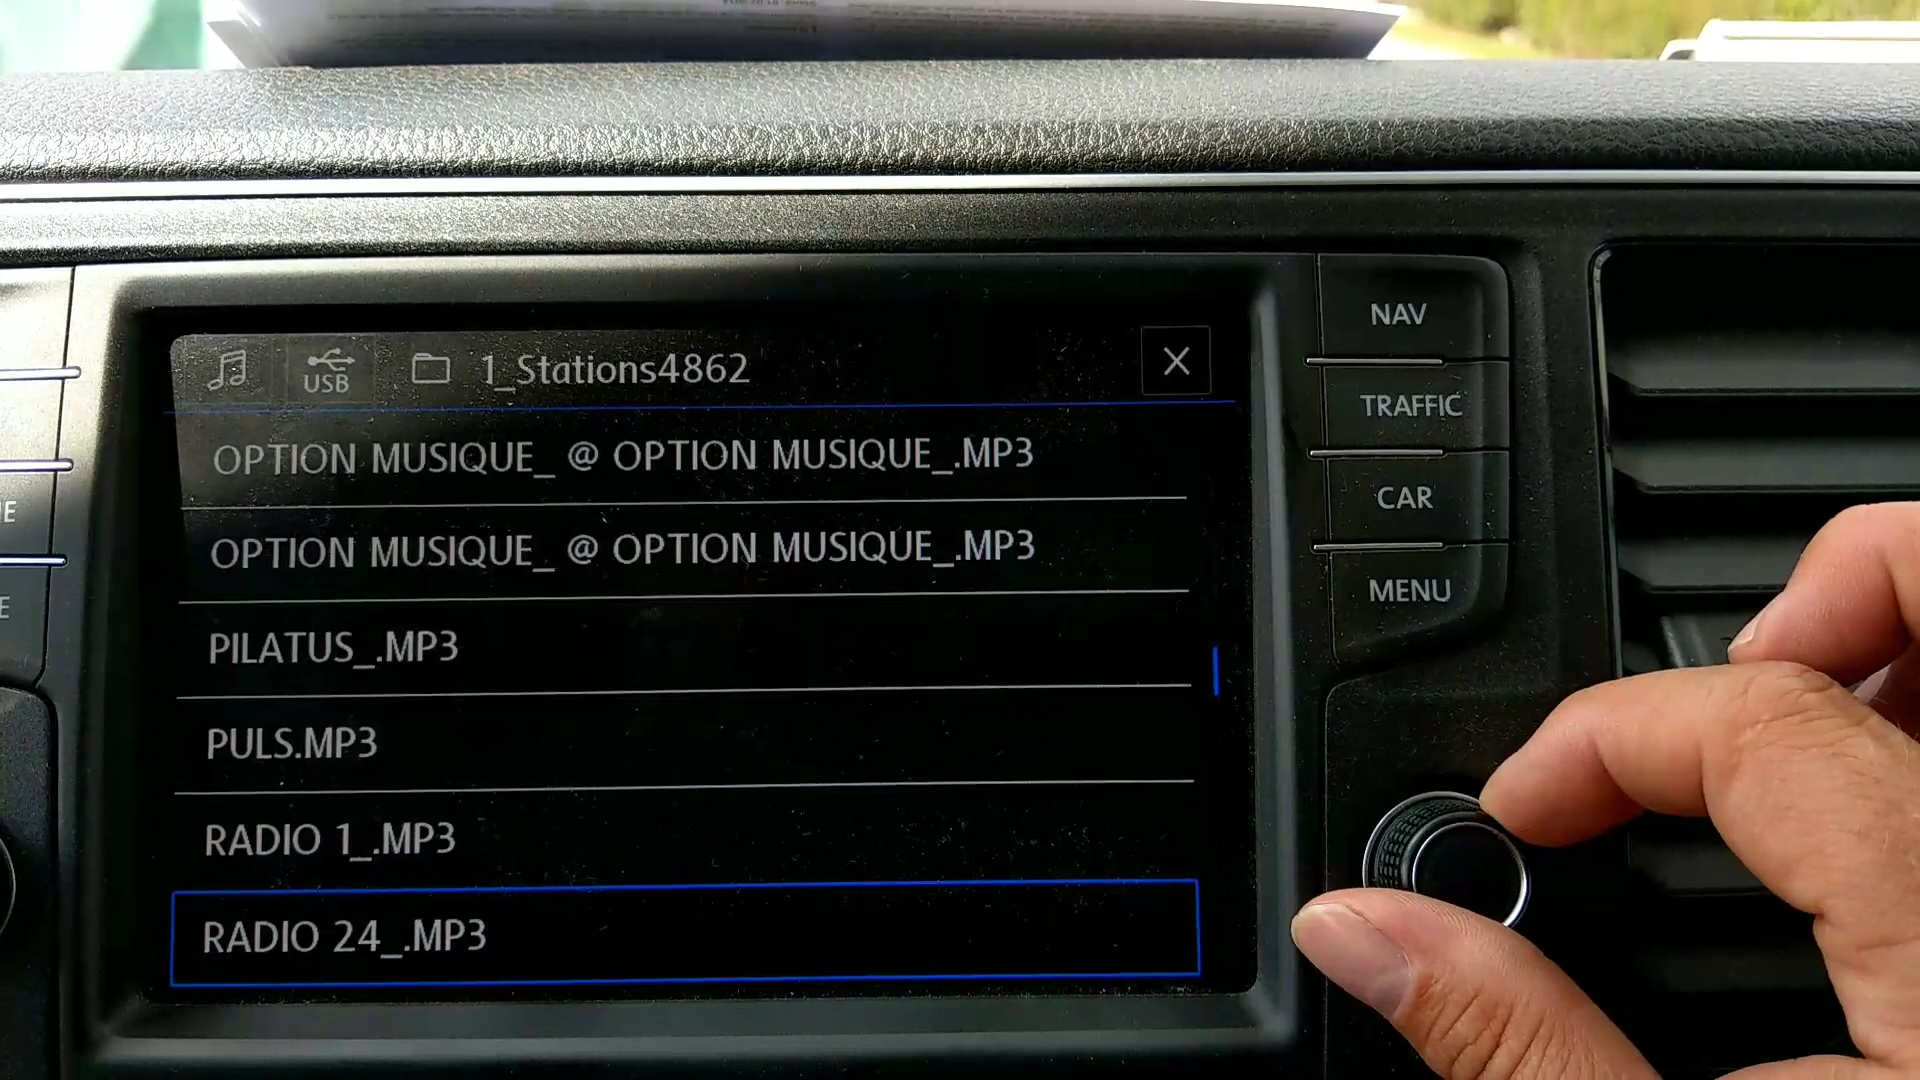 USB
1_Stations4862
X
OPTION MUSIQUE_ @ OPTION MUSIQUE_.MP3
OPTION MUSIQUE_ @ OPTION MUSIQUE_.MP3
PILATUS_.MP3
PULS.MP3
RADIO 1_.MP3
RADIO 24_.MP3
NAV
TRAFFIC
CAR
MENU